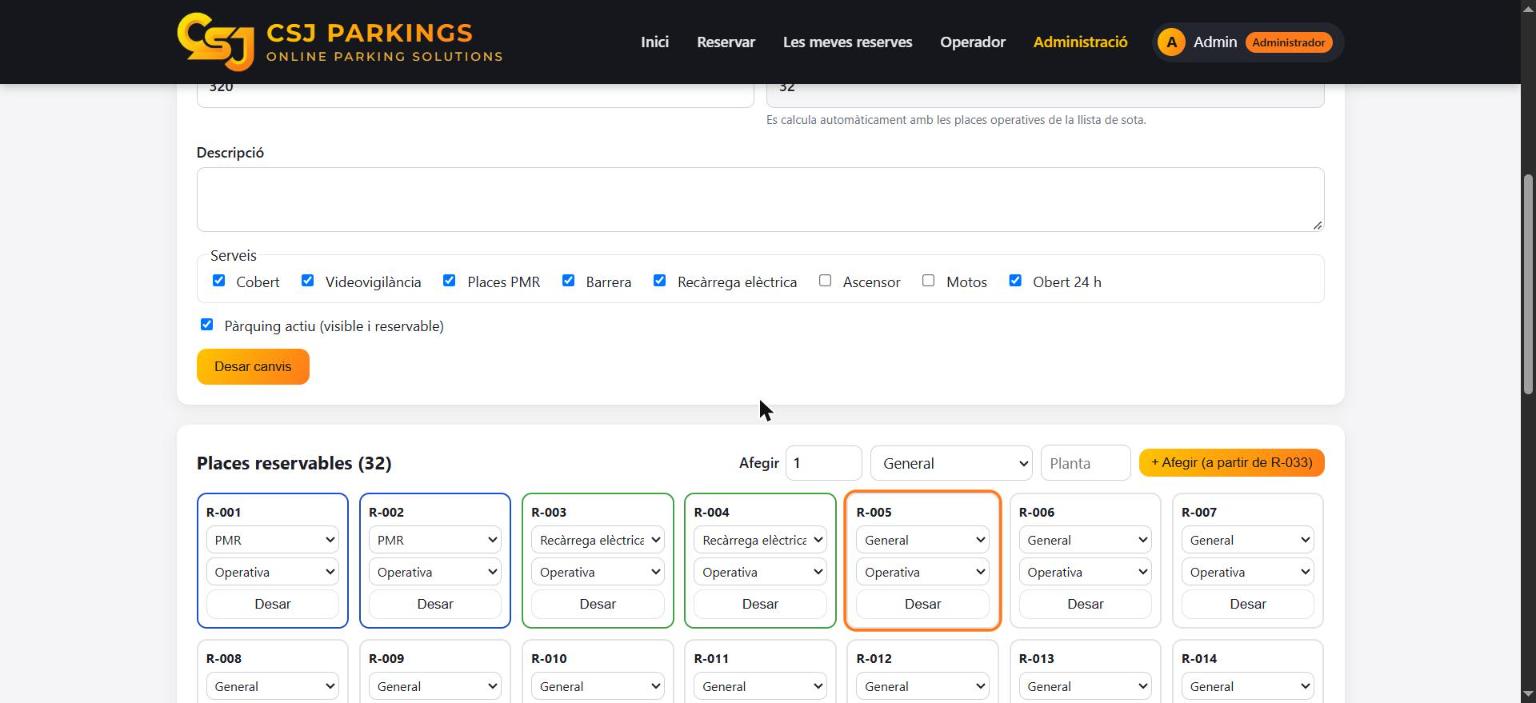 CSJ
CSJ PARKINGS
ONLINE PARKING SOLUTIONS
Inici Reservar Les meves reserves Operador Administració A Admin Administrador
320 32
Es calcula automàticament amb les places operatives de la llista de sota.
Descripció
Serveis
Cobert Videovigilància Places PMR Barrera Recàrrega elèctrica Ascensor Motos Obert 24 h
Pàrquing actiu (visible i reservable)
Desar canvis
Places reservables (32) Afegir 1 General Planta + Afegir (a partir de R-033)
R-001 R-002 R-003 R-004 R-005 R-006 R-007
PMR PMR Recàrrega elèctrica Recàrrega elèctrica General General General
Operativa Operativa Operativa Operativa Operativa Operativa Operativa
Desar Desar Desar Desar Desar Desar Desar
R-008 R-009 R-010 R-011 R-012 R-013 R-014
General General General General General General General